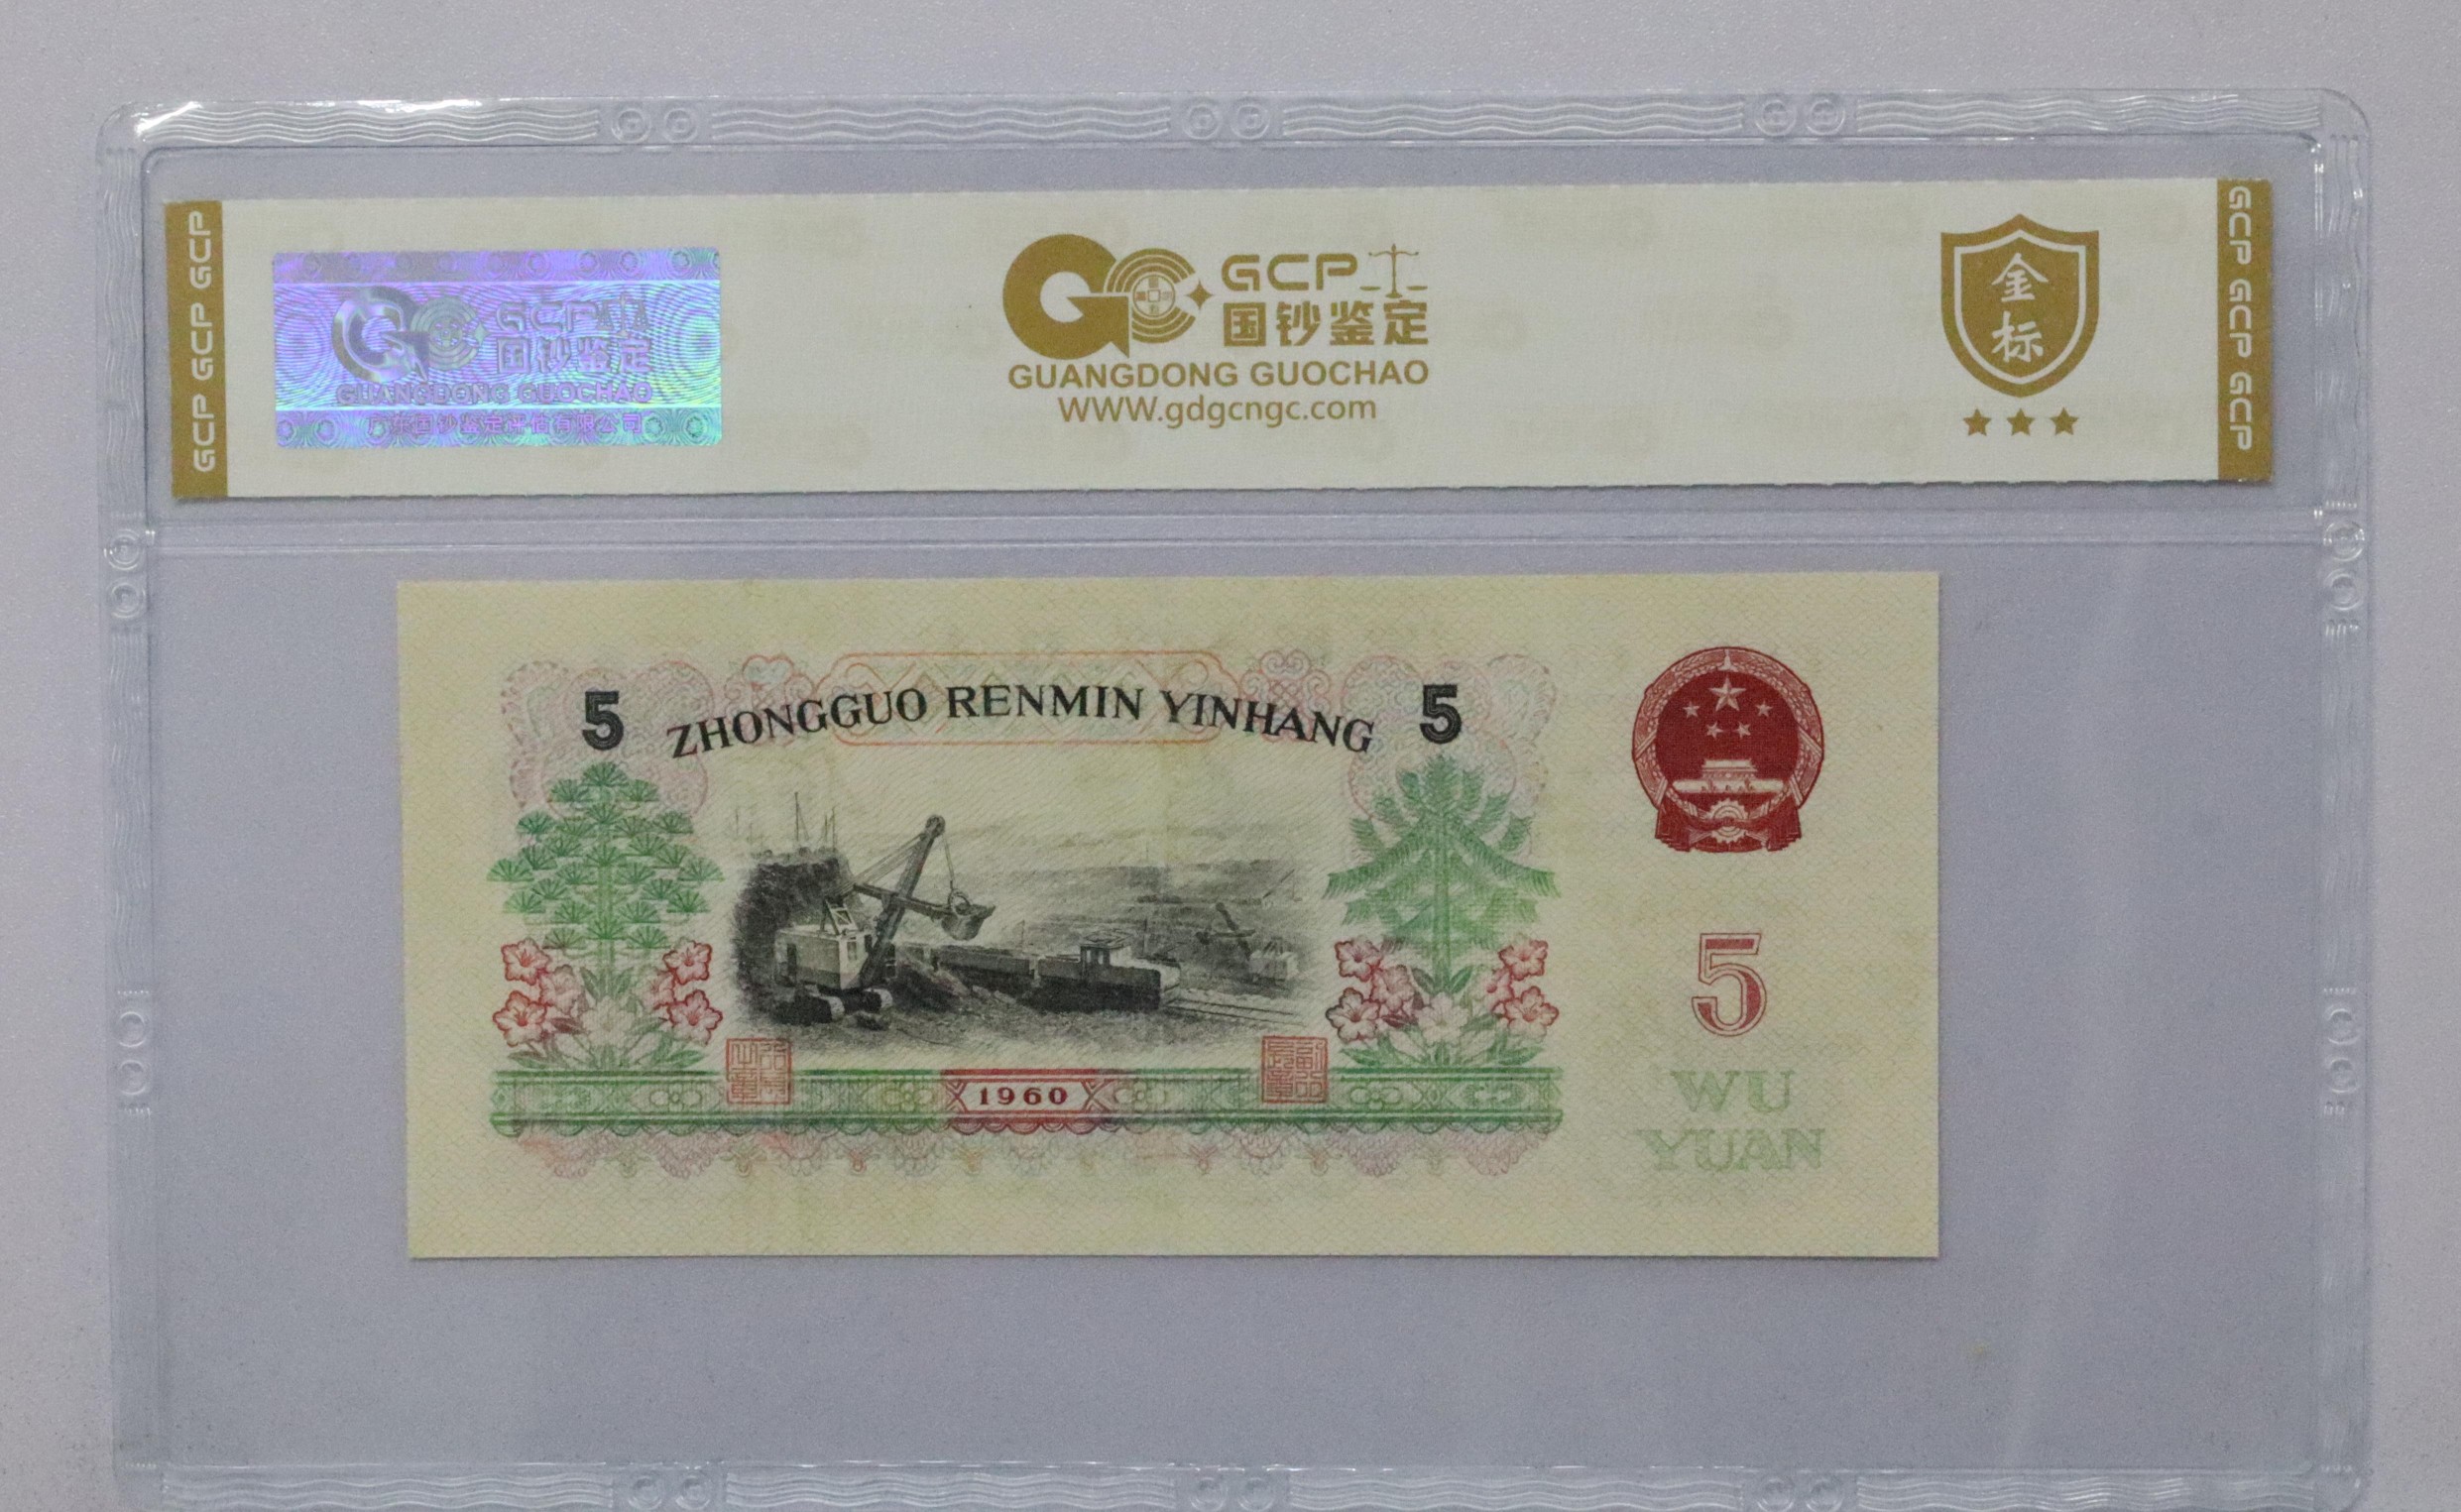 GCP GCP GCP
GCP
国钞鉴定
GUANGDONG GUOCHAO
广东国钞鉴定评估有限公司
GCP
国钞鉴定
GUANGDONG GUOCHAO
WWW.gdgcngc.com
金
标
GCP GCP GCP
5 ZHONGGUO RENMIN YINHANG 5
5
WU
YUAN
1960